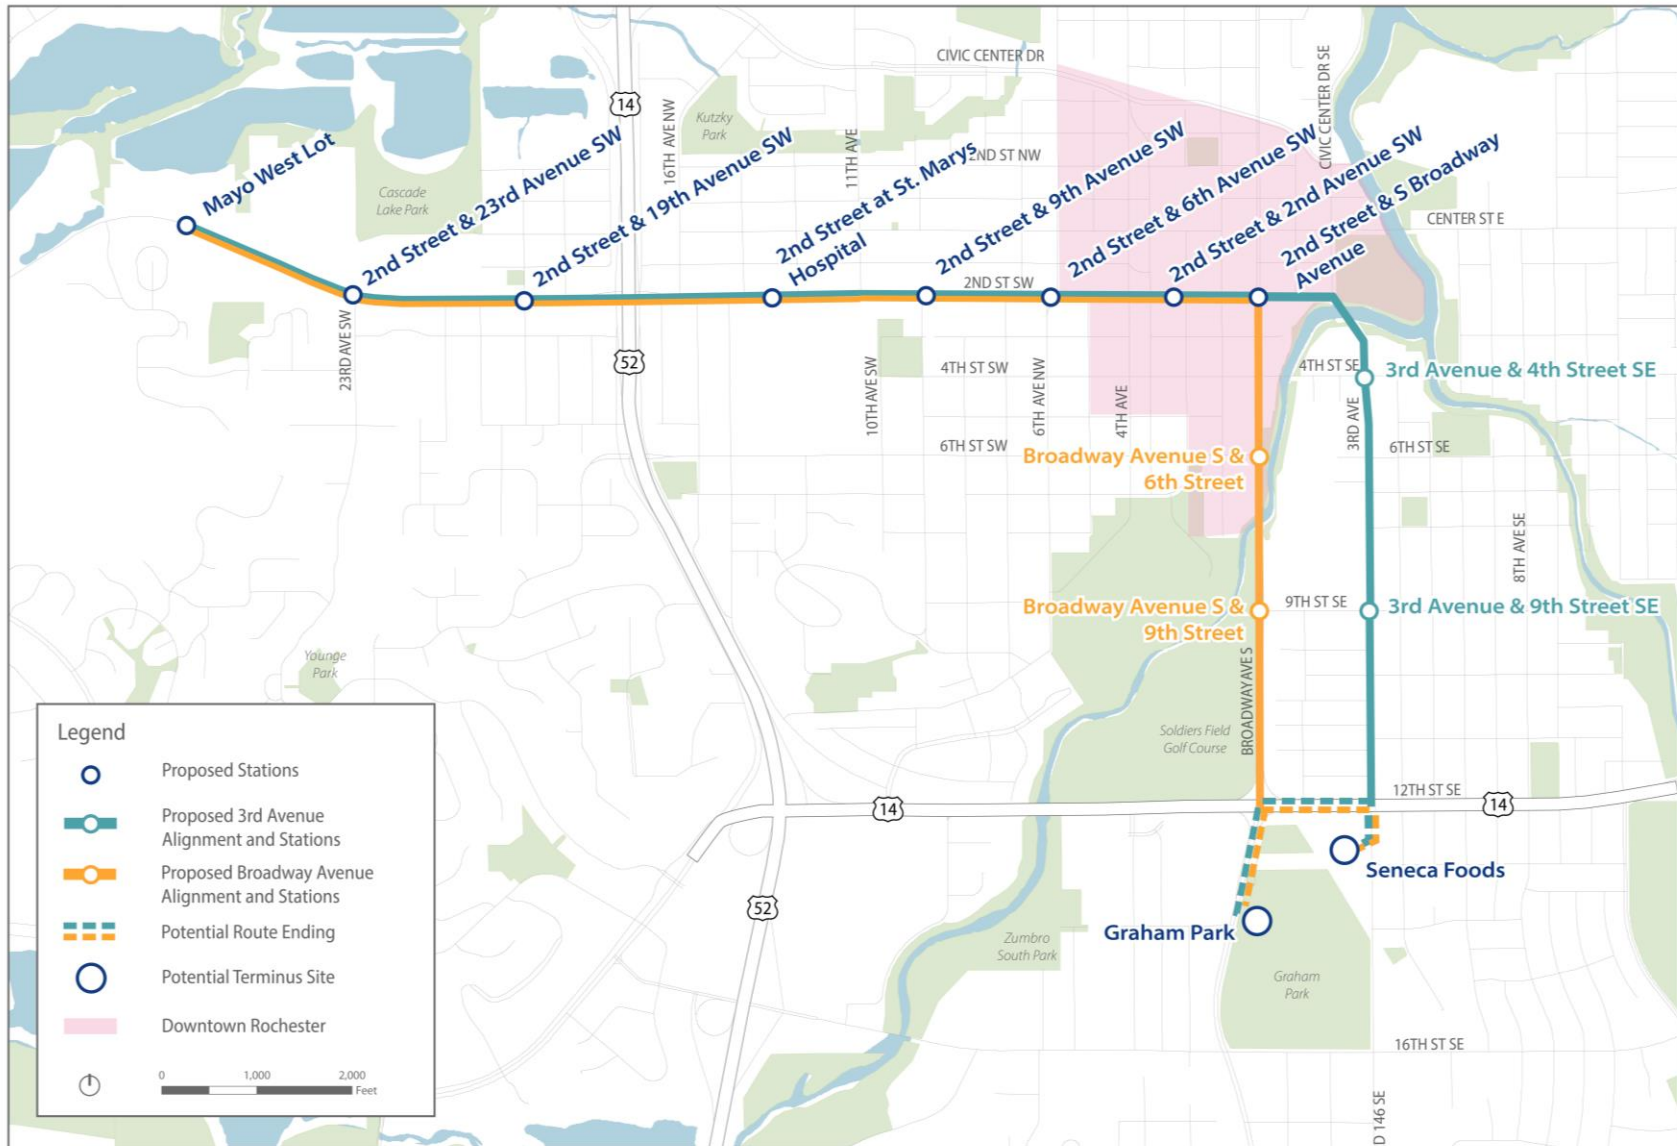 CIVIC CENTER DR
CIVIC CENTER DR SE
14
16TH AVE NW
Kutzky
Park
11TH AVE
2ND ST NW
Mayo West Lot
Cascade
Lake Park
2nd Street & 23rd Avenue SW
2nd Street & 19th Avenue SW
2nd Street at St. Marys
Hospital
2nd Street & 9th Avenue SW
2nd Street & 6th Avenue SW
2nd Street & 2nd Avenue SW
2nd Street & S Broadway
Avenue
CENTER ST E
2ND ST SW
23RD AVE SW
52
10TH AVE SW
4TH ST SW
6TH AVE NW
4TH AVE
4TH ST SE
3rd Avenue & 4th Street SE
3RD AVE
6TH ST SW
6TH ST SE
Broadway Avenue S &
6th Street
8TH AVE SE
Broadway Avenue S &
9th Street
9TH ST SE
3rd Avenue & 9th Street SE
BROADWAY AVE S
Younge
Park
Soldiers Field
Golf Course
12TH ST SE
14
14
Seneca Foods
52
Graham Park
Zumbro
South Park
Graham
Park
16TH ST SE
D 146 SE
Legend
Proposed Stations
Proposed 3rd Avenue
Alignment and Stations
Proposed Broadway Avenue
Alignment and Stations
Potential Route Ending
Potential Terminus Site
Downtown Rochester
0 1,000 2,000
Feet